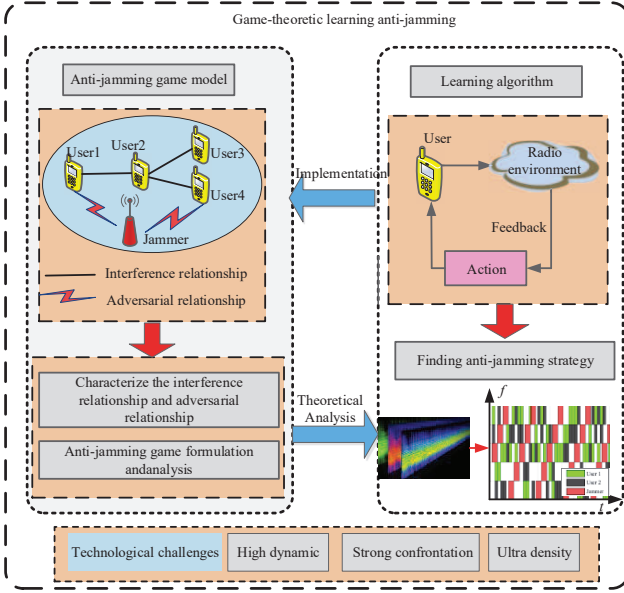 Game-theoretic learning anti-jamming
Anti-jamming game model
User1
User2
User3
User4
Jammer
Interference relationship
Adversarial relationship
Characterize the interference
relationship and adversarial
relationship
Anti-jamming game formulation
andanalysis
Implementation
Theoretical
Analysis
Learning algorithm
User
Radio
environment
Feedback
Action
Finding anti-jamming strategy
f
User 1
User 2
Jammer
t
Technological challenges
High dynamic
Strong confrontation
Ultra density